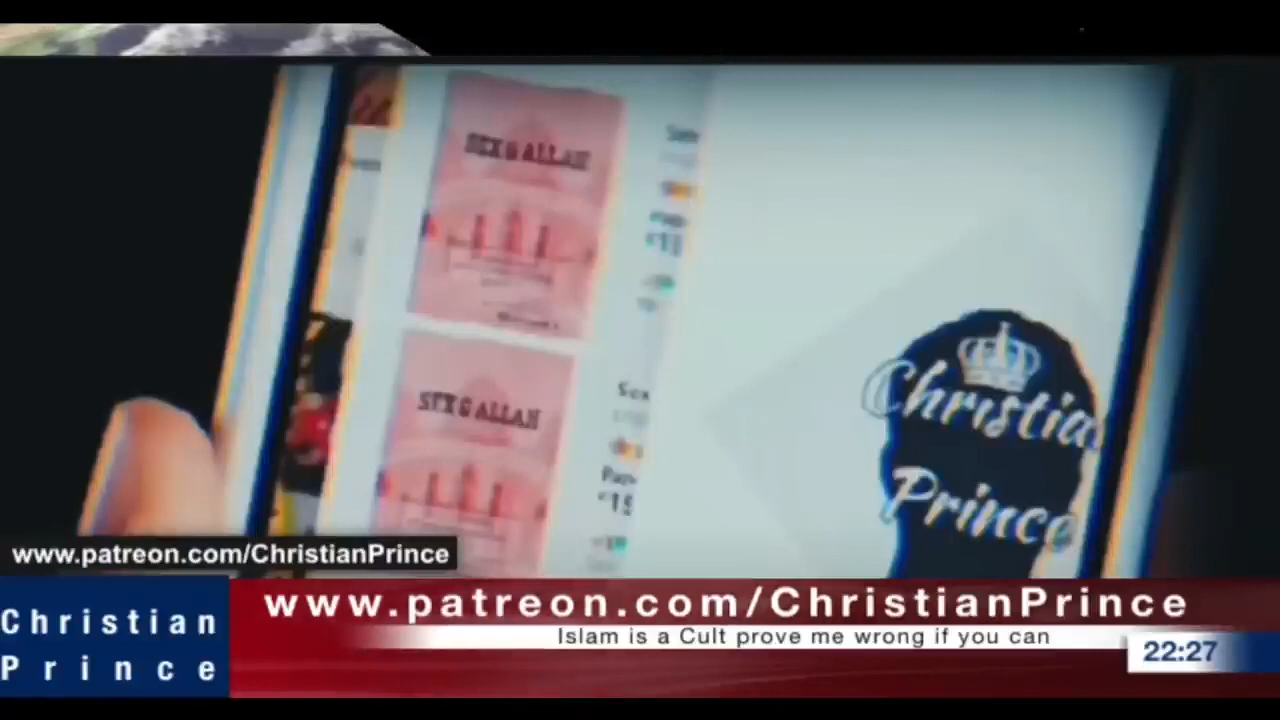 SEX & ALLAH
SEX & ALLAH
Christian
Prince
www.patreon.com/ChristianPrince
Christian
Prince
www.patreon.com/ChristianPrince
Islam is a Cult prove me wrong if you can
22:27